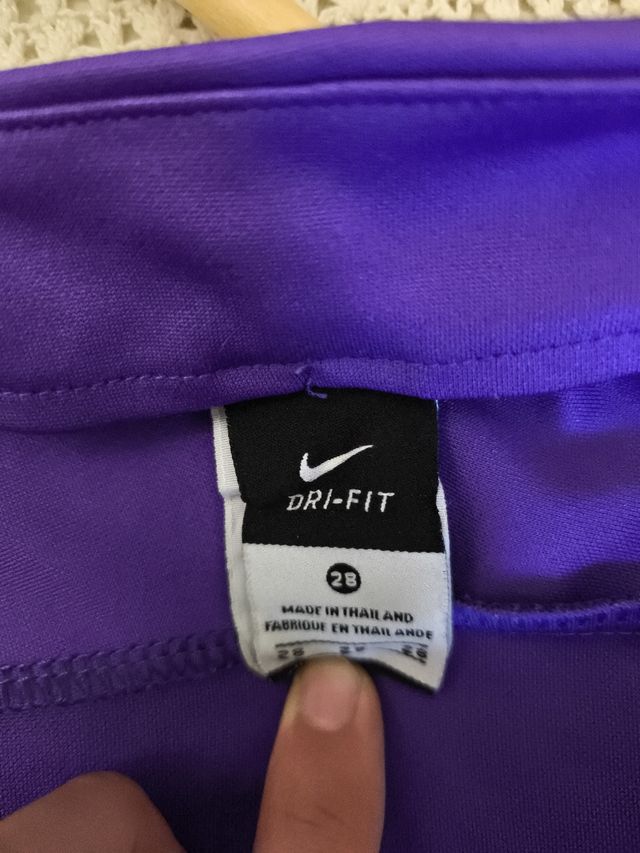 DRI-FIT
28
MADE IN THAILAND
FABRIQUE EN THAILANDE